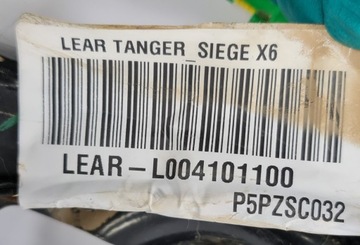 LEAR TANGER_SIEGE X6
LEAR-L004101100
P5PZSC032